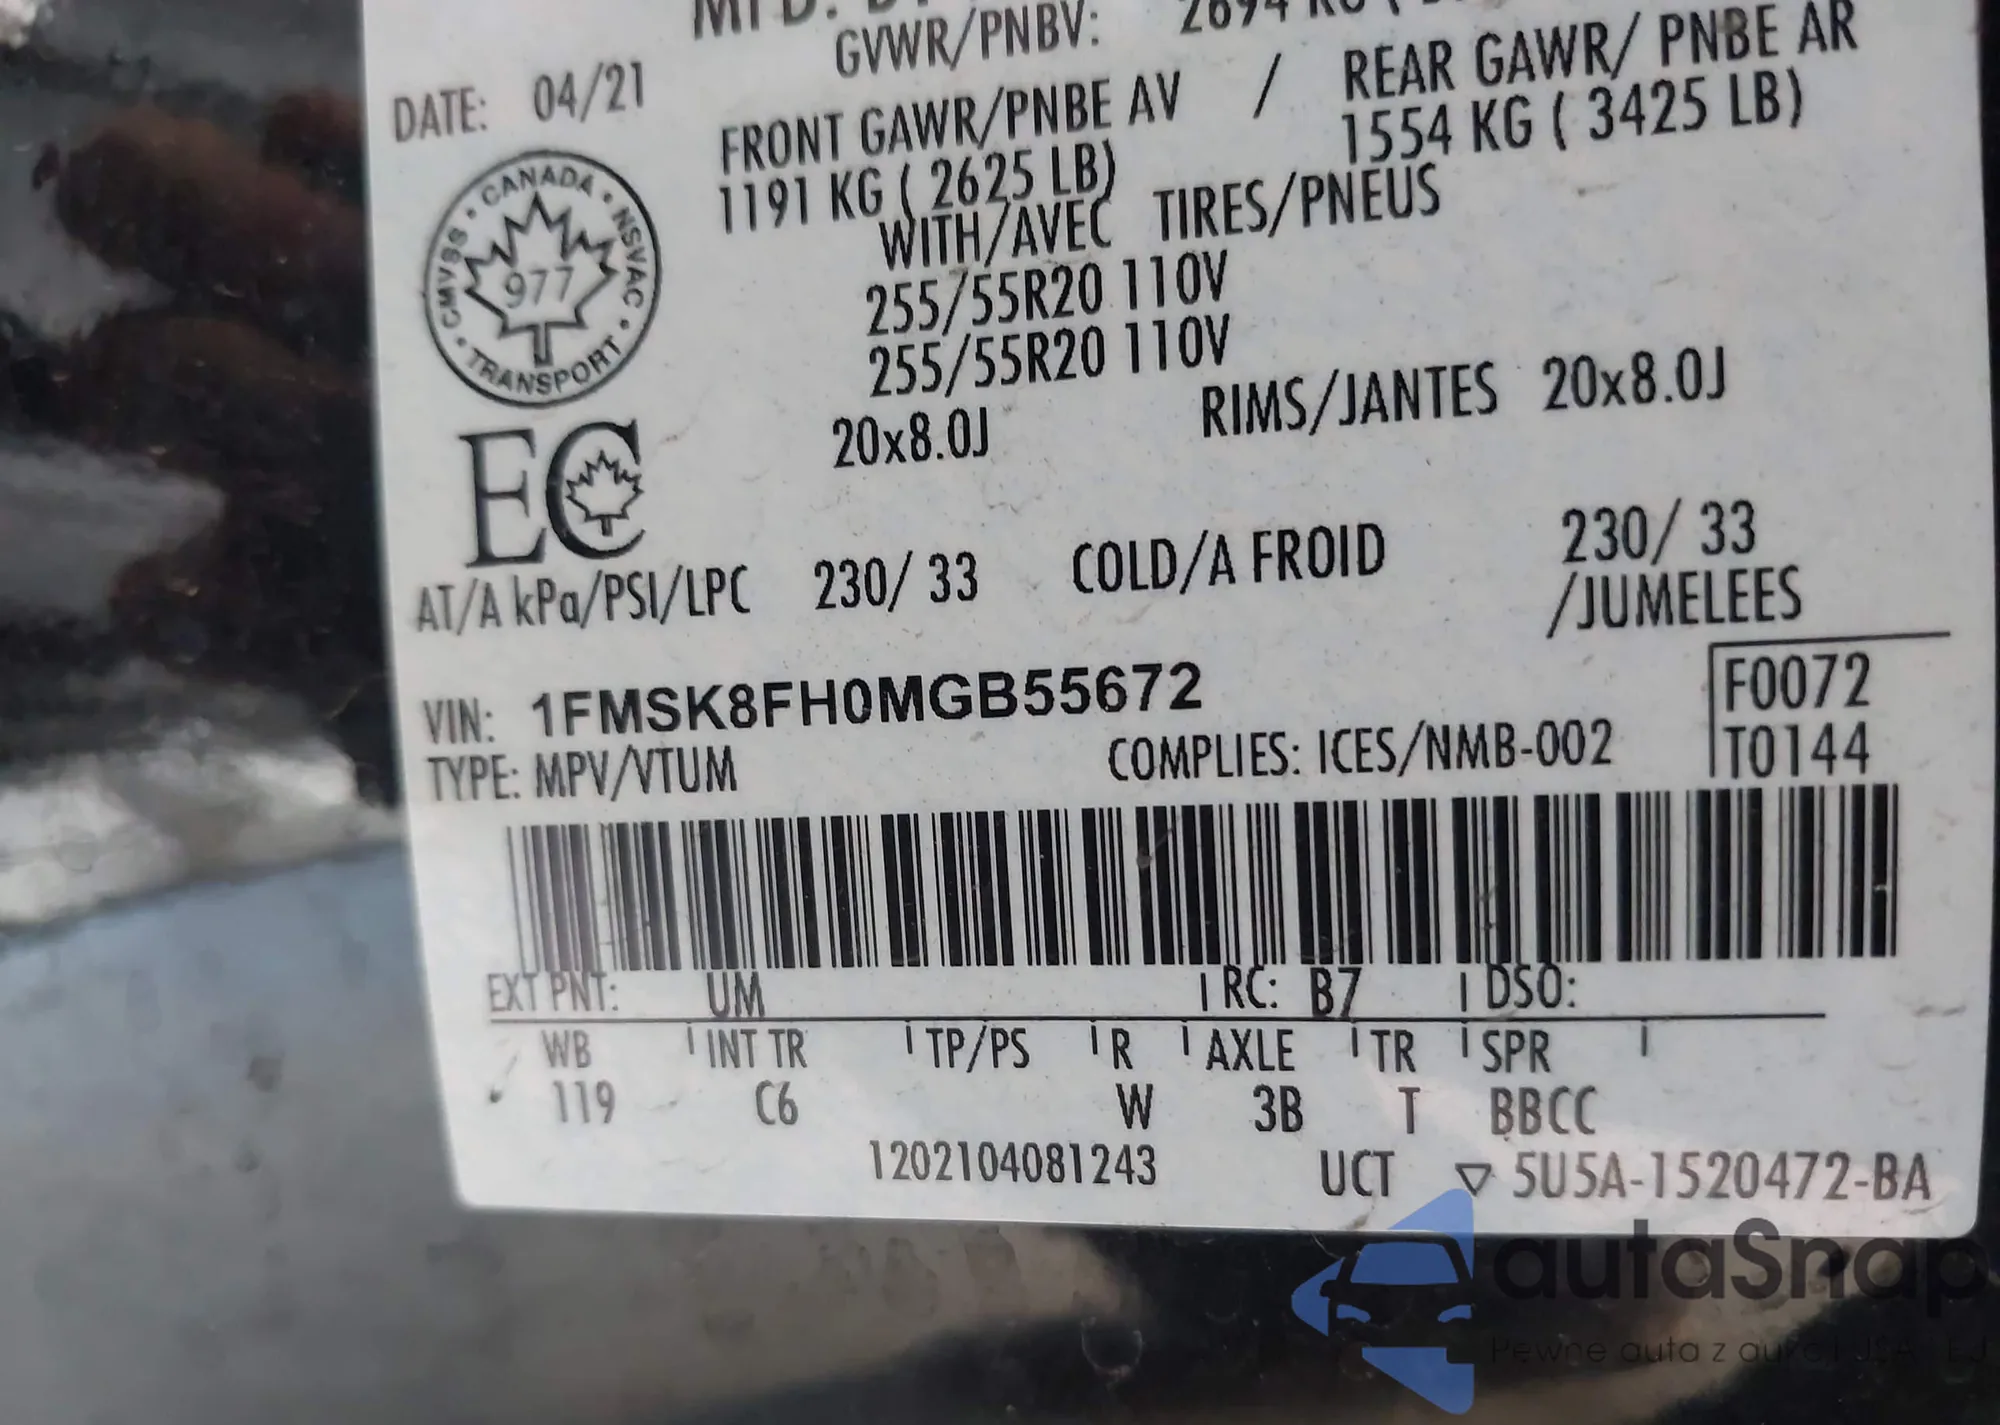 GVWR/PNBV: 2694 KG
DATE: 04/21
FRONT GAWR/PNBE AV / REAR GAWR/ PNBE AR
1191 KG ( 2625 LB) 1554 KG ( 3425 LB)
WITH/AVEC TIRES/PNEUS
255/55R20 110V
255/55R20 110V
20x8.0J RIMS/JANTES 20x8.0J
CANADA • NSVAC • TRANSPORT • CMVSS •
977
EC
AT/A kPa/PSI/LPC 230/ 33 COLD/A FROID 230/ 33
/JUMELEES
VIN: 1FMSK8FH0MGB55672
F0072
TYPE: MPV/VTUM COMPLIES: ICES/NMB-002
T0144
EXT PNT: UM RC: B7 DSO:
WB INT TR TP/PS R AXLE TR SPR
119 C6 W 3B T BBCC
1202104081243 UCT ▽ 5U5A-1520472-BA
autaSnap
Pewne auta z